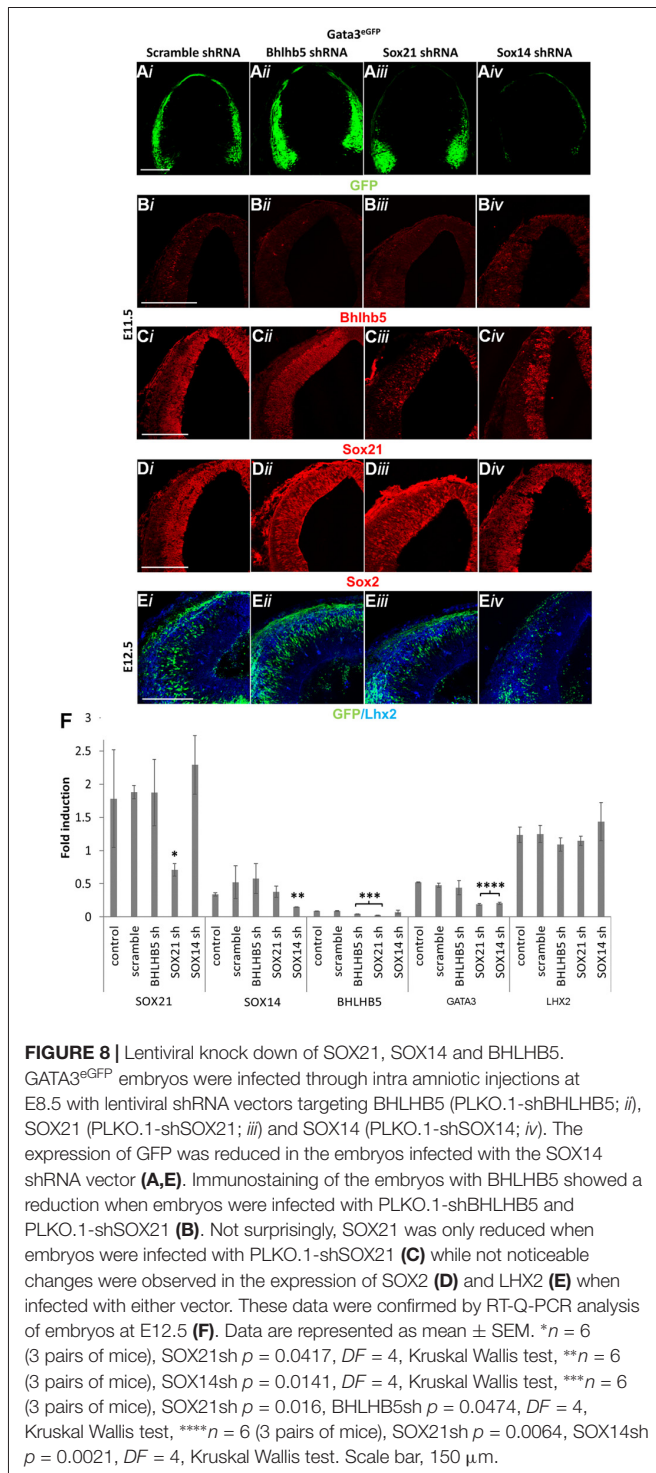 Gata3eGFP
Scramble shRNA Bhlhb5 shRNA Sox21 shRNA Sox14 shRNA
Ai Aii Aiii Aiv
GFP
Bi Bii Biii Biv
E11.5
Bhlhb5
Ci Cii Ciii Civ
Sox21
Di Dii Diii Div
Sox2
Ei Eii Eiii Eiv
E12.5
GFP/Lhx2
F
Fold induction
3
2.5
2
1.5
1
0.5
0
* ** *** ****
control scramble BHLHB5 sh SOX21 sh SOX14 sh control scramble BHLHB5 sh SOX21 sh SOX14 sh control scramble BHLHB5 sh SOX21 sh SOX14 sh control scramble BHLHB5 sh SOX21 sh SOX14 sh control scramble BHLHB5 sh SOX21 sh SOX14 sh
SOX21 SOX14 BHLHB5 GATA3 LHX2
FIGURE 8 | Lentiviral knock down of SOX21, SOX14 and BHLHB5.
GATA3eGFP embryos were infected through intra amniotic injections at
E8.5 with lentiviral shRNA vectors targeting BHLHB5 (PLKO.1-shBHLHB5; ii),
SOX21 (PLKO.1-shSOX21; iii) and SOX14 (PLKO.1-shSOX14; iv). The
expression of GFP was reduced in the embryos infected with the SOX14
shRNA vector (A,E). Immunostaining of the embryos with BHLHB5 showed a
reduction when embryos were infected with PLKO.1-shBHLHB5 and
PLKO.1-shSOX21 (B). Not surprisingly, SOX21 was only reduced when
embryos were infected with PLKO.1-shSOX21 (C) while not noticeable
changes were observed in the expression of SOX2 (D) and LHX2 (E) when
infected with either vector. These data were confirmed by RT-Q-PCR analysis
of embryos at E12.5 (F). Data are represented as mean ± SEM. *n = 6
(3 pairs of mice), SOX21sh p = 0.0417, DF = 4, Kruskal Wallis test, **n = 6
(3 pairs of mice), SOX14sh p = 0.0141, DF = 4, Kruskal Wallis test, ***n = 6
(3 pairs of mice), SOX21sh p = 0.016, BHLHB5sh p = 0.0474, DF = 4,
Kruskal Wallis test, ****n = 6 (3 pairs of mice), SOX21sh p = 0.0064, SOX14sh
p = 0.0021, DF = 4, Kruskal Wallis test. Scale bar, 150 μm.